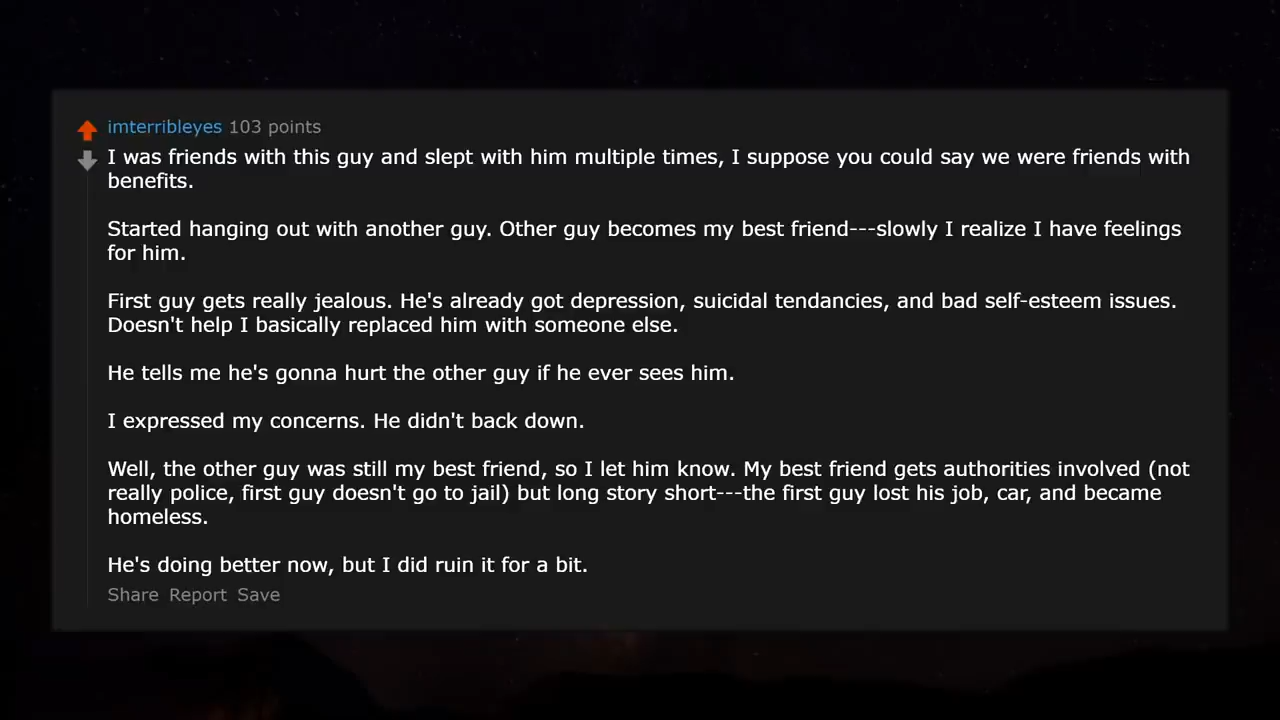 imterribleyes 103 points
I was friends with this guy and slept with him multiple times, I suppose you could say we were friends with
benefits.
Started hanging out with another guy. Other guy becomes my best friend---slowly I realize I have feelings
for him.
First guy gets really jealous. He's already got depression, suicidal tendancies, and bad self-esteem issues.
Doesn't help I basically replaced him with someone else.
He tells me he's gonna hurt the other guy if he ever sees him.
I expressed my concerns. He didn't back down.
Well, the other guy was still my best friend, so I let him know. My best friend gets authorities involved (not
really police, first guy doesn't go to jail) but long story short---the first guy lost his job, car, and became
homeless.
He's doing better now, but I did ruin it for a bit.
Share Report Save